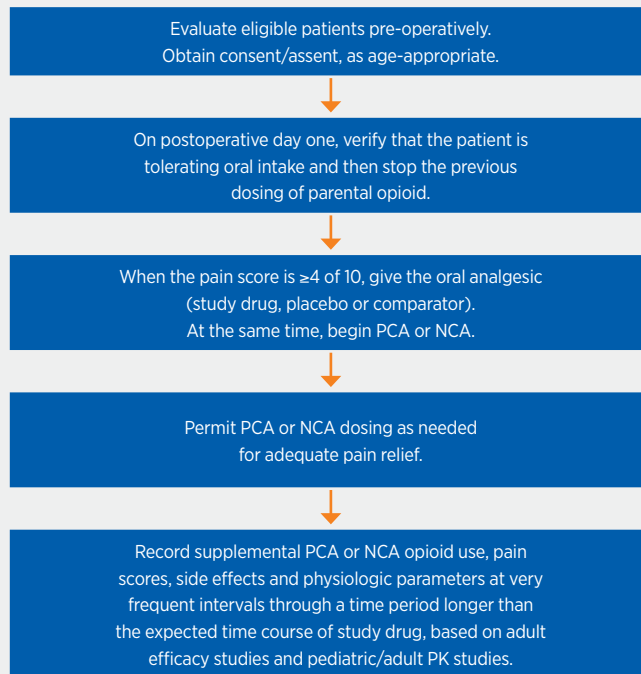 Evaluate eligible patients pre-operatively.
Obtain consent/assent, as age-appropriate.
On postoperative day one, verify that the patient is
tolerating oral intake and then stop the previous
dosing of parental opioid.
When the pain score is ≥4 of 10, give the oral analgesic
(study drug, placebo or comparator).
At the same time, begin PCA or NCA.
Permit PCA or NCA dosing as needed
for adequate pain relief.
Record supplemental PCA or NCA opioid use, pain
scores, side effects and physiologic parameters at very
frequent intervals through a time period longer than
the expected time course of study drug, based on adult
efficacy studies and pediatric/adult PK studies.